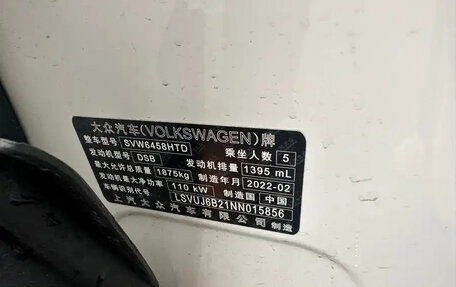 大众汽车(VOLKSWAGEN)牌
整车型号 SVW6458HTD 乘坐人数 5
发动机型号 DSB 发动机排量 1395 mL
最大允许总质量 1875kg 制造年月 2022-02
发动机最大净功率 110 kW 制造国 中国
车辆识别代号 LSVUJ6B21NN015856
上汽大众汽车有限公司 制造